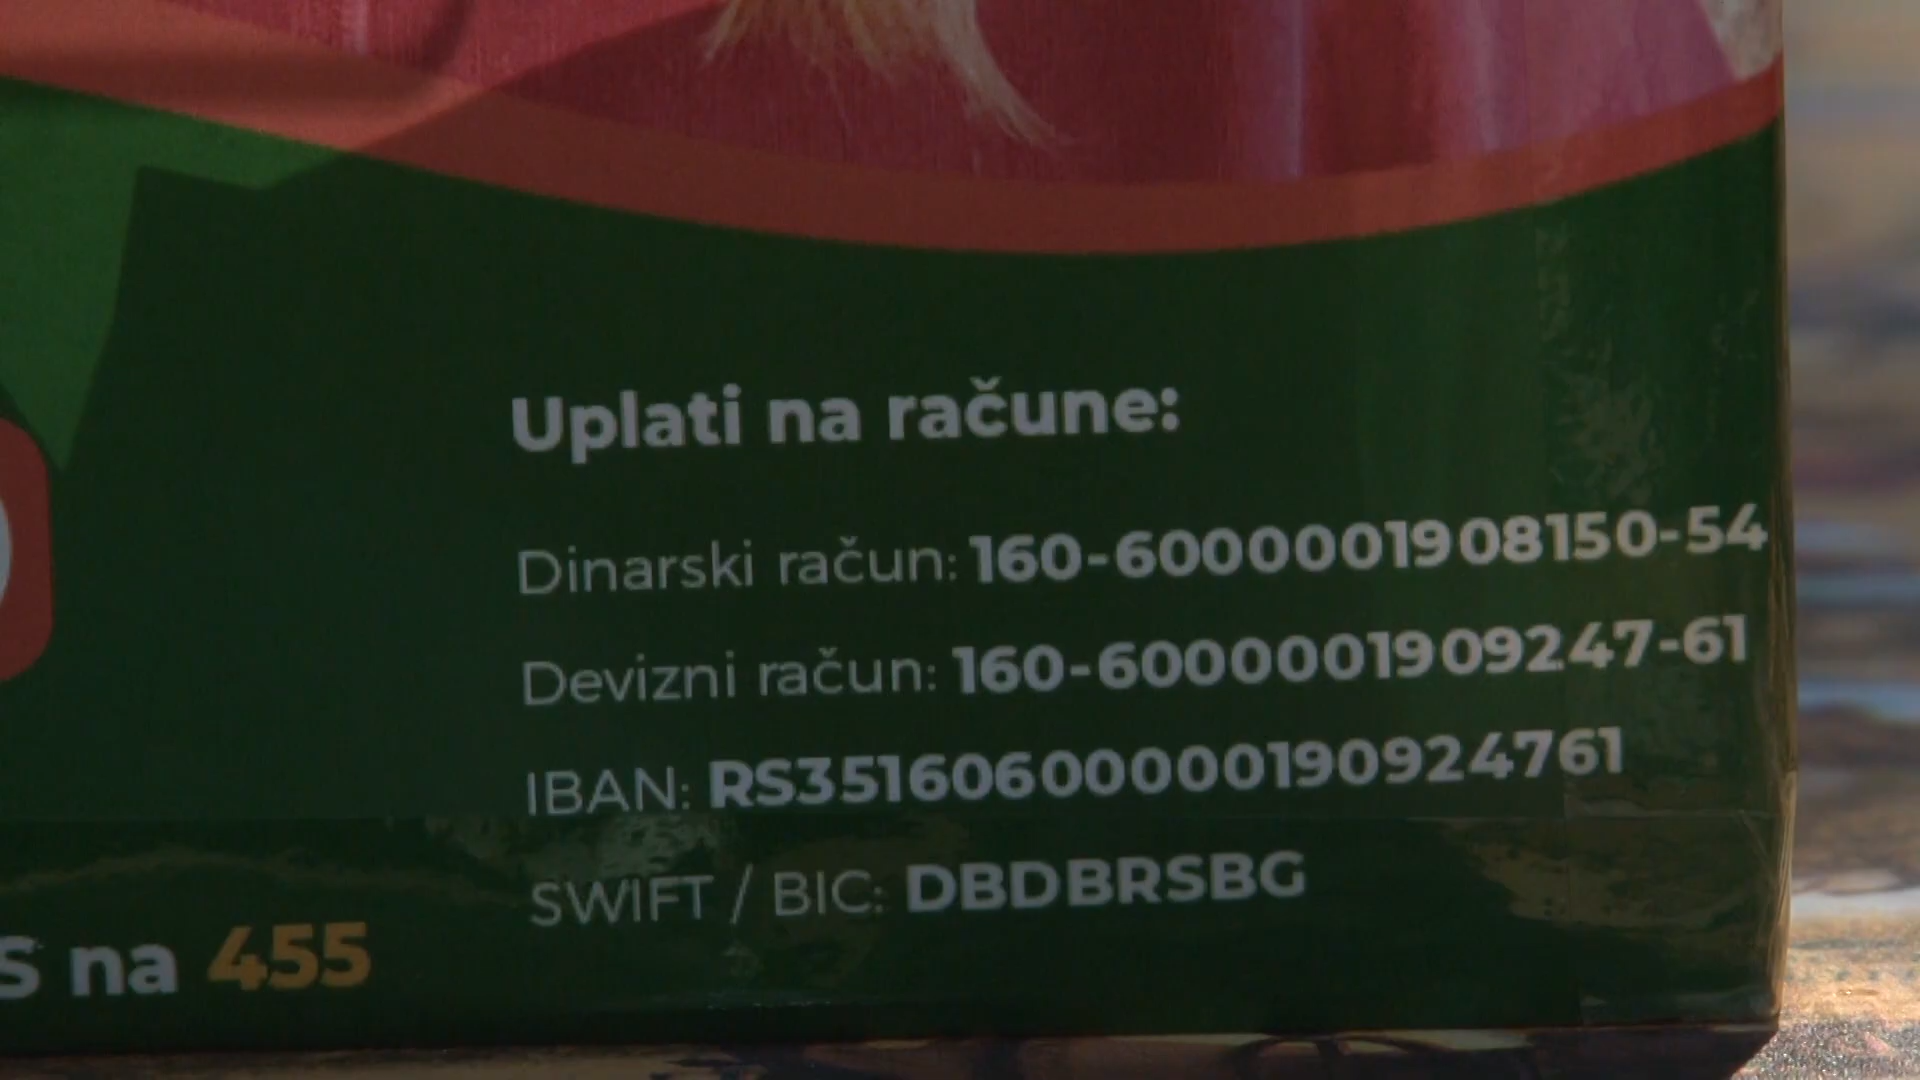 Uplati na račune:
Dinarski račun: 160-6000001908150-54
Devizni račun: 160-6000001909247-61
IBAN: RS35160600000190924761
SWIFT / BIC: DBDBRSBG
S na 455